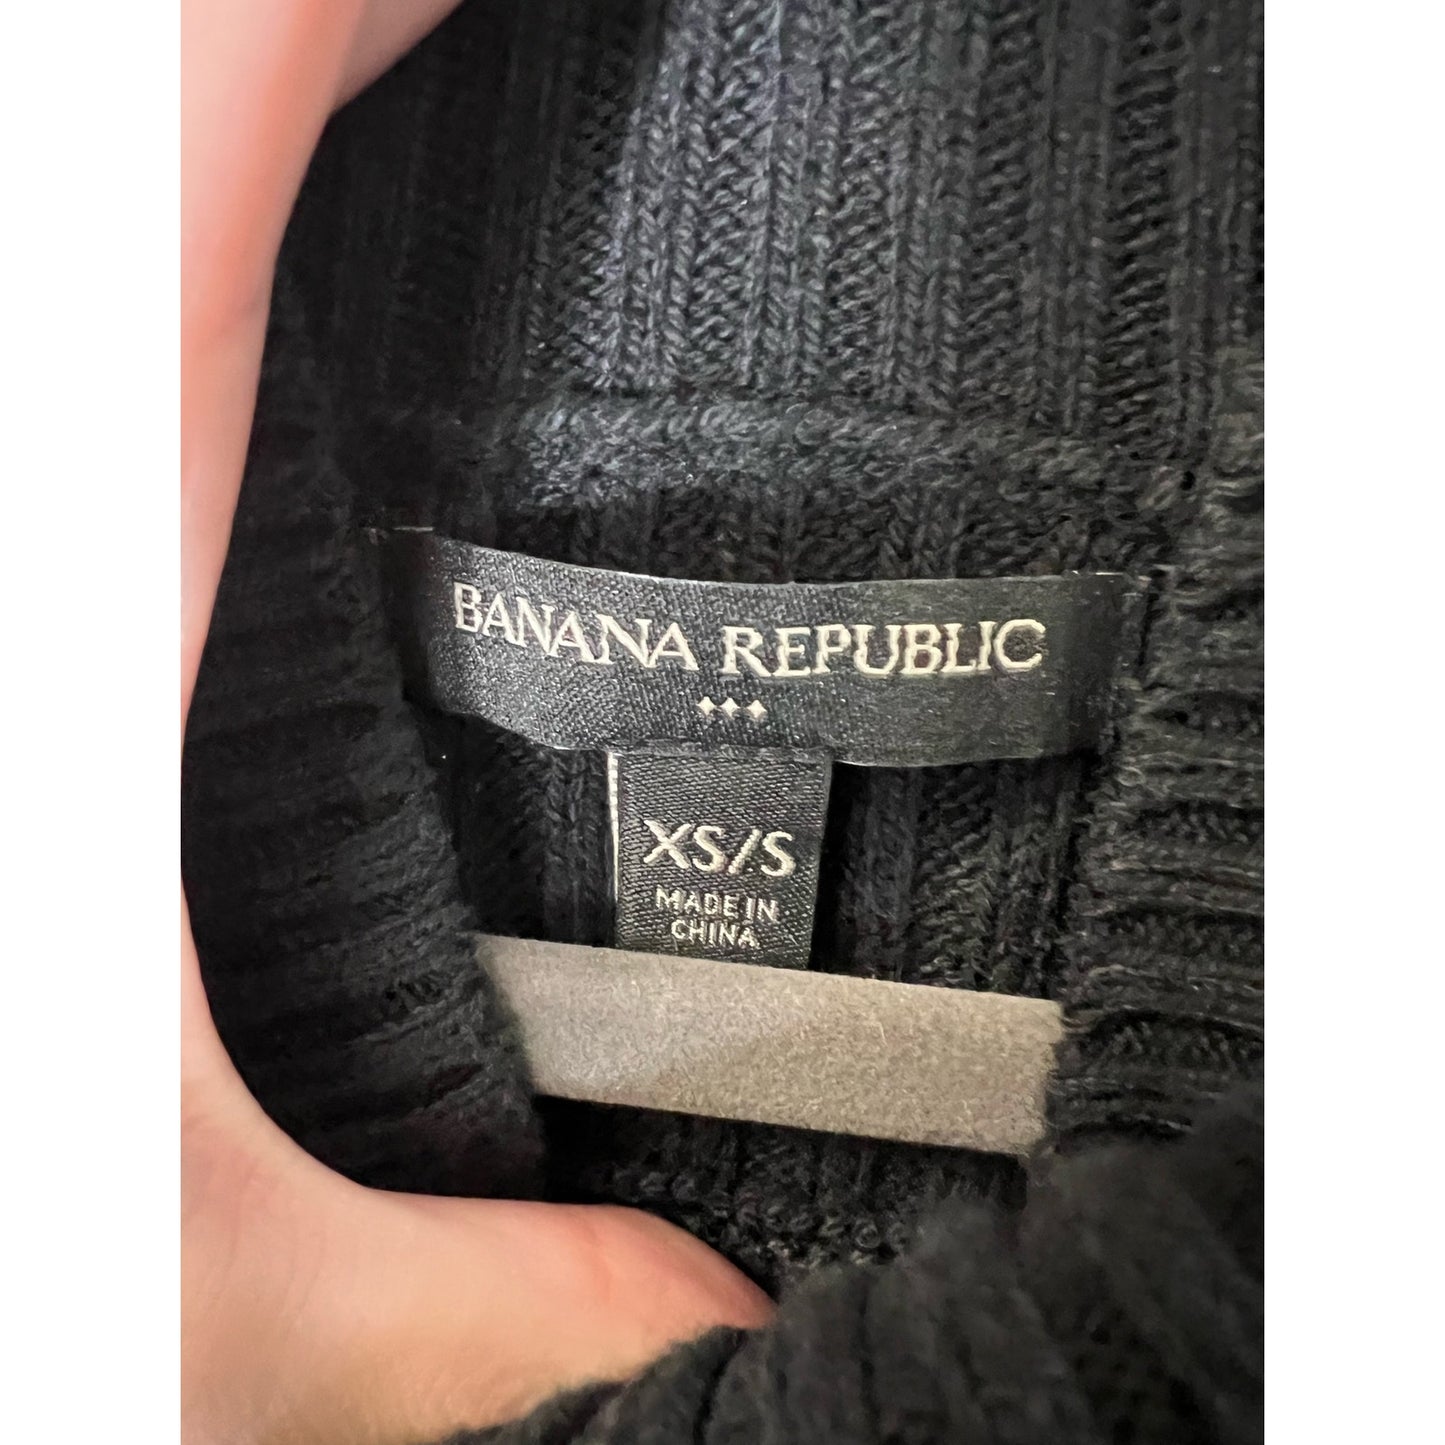 BANANA REPUBLIC
XS/S
MADE IN
CHINA